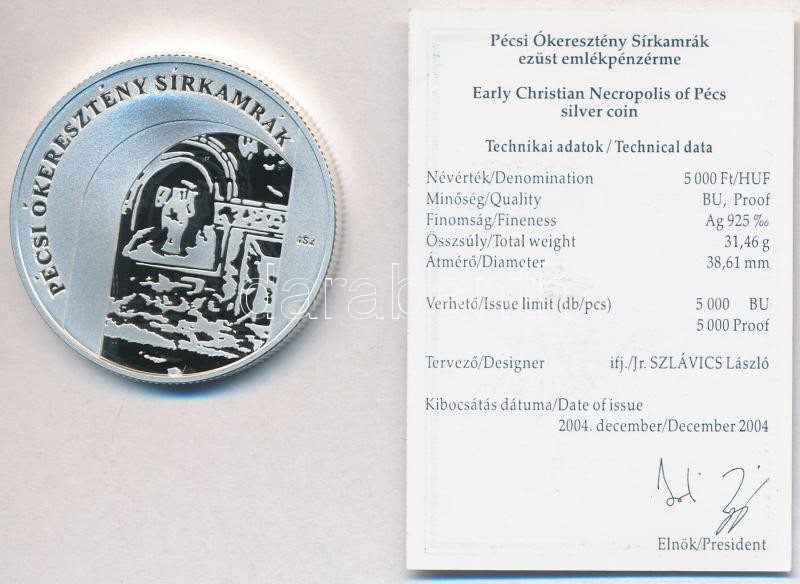 PÉCSI ÓKERESZTÉNY SÍRKAMRÁK
ISz
Pécsi Ókeresztény Sírkamrák
ezüst emlékpénzérme
Early Christian Necropolis of Pécs
silver coin
Technikai adatok / Technical data
Névérték/Denomination 5 000 Ft/HUF
Minőség/Quality BU, Proof
Finomság/Fineness Ag 925 ‰
Összsúly/Total weight 31,46 g
Átmérő/Diameter 38,61 mm
Verhető/Issue limit (db/pcs) 5 000 BU
5 000 Proof
Tervező/Designer ifj./Jr. SZLÁVICS László
Kibocsátás dátuma/Date of issue
2004. december/December 2004
Elnök/President
darabanth